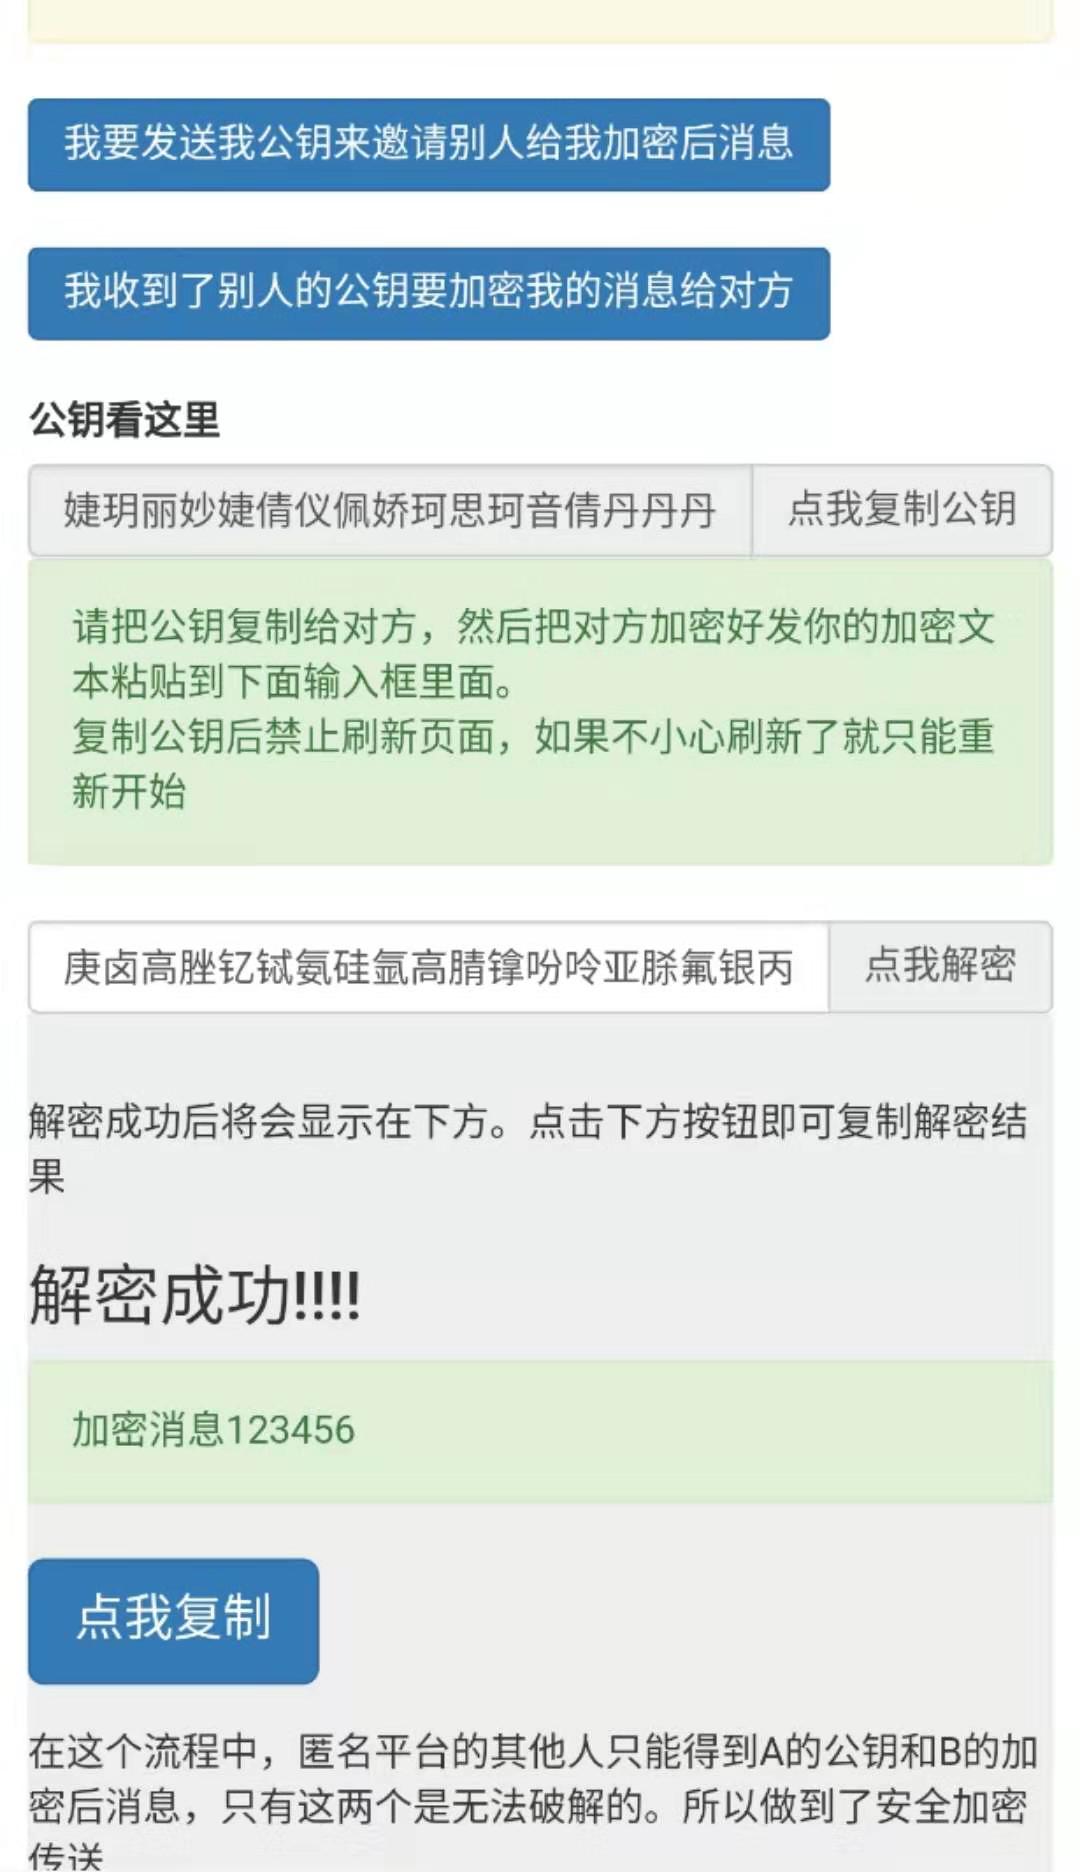 我要发送我公钥来邀请别人给我加密后消息
我收到了别人的公钥要加密我的消息给对方
公钥看这里
婕玥丽妙婕倩仪佩娇珂思珂音倩丹丹丹
点我复制公钥
请把公钥复制给对方，然后把对方加密好发你的加密文
本粘贴到下面输入框里面。
复制公钥后禁止刷新页面，如果不小心刷新了就只能重
新开始
庚卤高脞钇铽氨硅氩高腈镎吩呤亚脎氟银丙
点我解密
解密成功后将会显示在下方。点击下方按钮即可复制解密结
果
解密成功!!!!
加密消息123456
点我复制
在这个流程中，匿名平台的其他人只能得到A的公钥和B的加
密后消息，只有这两个是无法破解的。所以做到了安全加密
传送